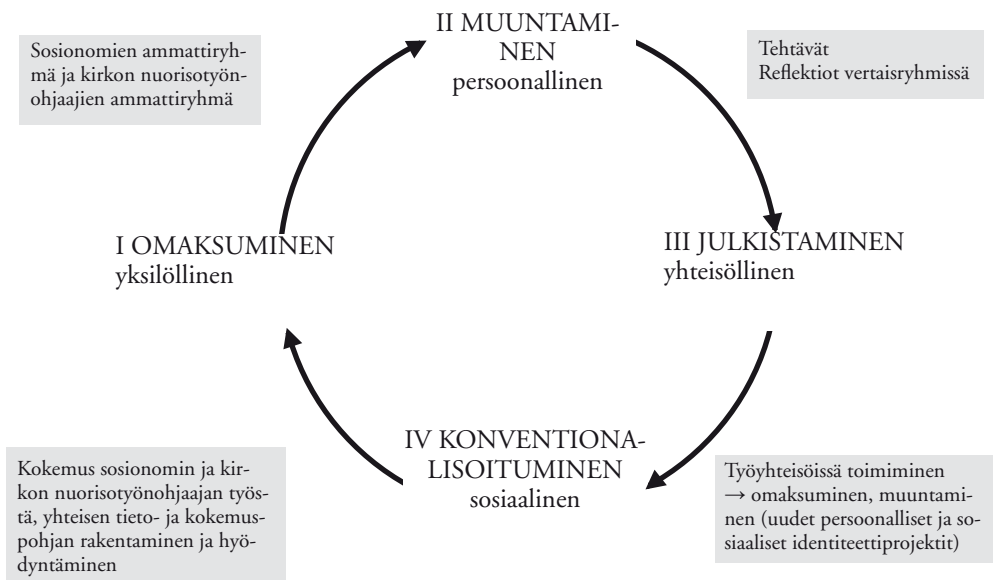 II MUUNTAMI-
NEN
persoonallinen
Sosionomien ammattiryh-
mä ja kirkon nuorisotyön-
ohjaajien ammattiryhmä
Tehtävät
Reflektiot vertaisryhmissä
I OMAKSUMINEN
yksilöllinen
III JULKISTAMINEN
yhteisöllinen
IV KONVENTIONA-
LISOITUMINEN
sosiaalinen
Kokemus sosionomin ja kir-
kon nuorisotyönohjaajan työs-
tä, yhteisen tieto- ja kokemus-
pohjan rakentaminen ja hyö-
dyntäminen
Työyhteisöissä toimiminen
→ omaksuminen, muuntami-
nen (uudet persoonalliset ja so-
siaaliset identiteettiprojektit)